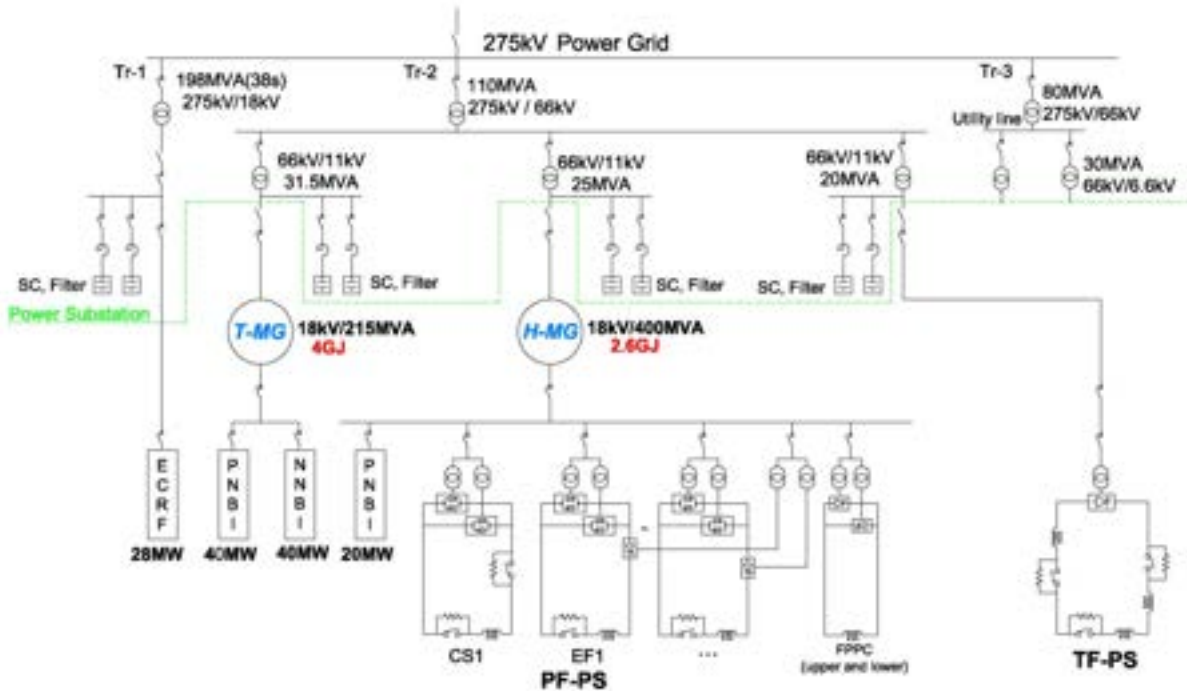 275kV Power Grid
Tr-1
Tr-2
Tr-3
198MVA(38s)
275kV/18kV
110MVA
275kV / 66kV
80MVA
275kV/66kV
Utility line
66kV/11kV
31.5MVA
66kV/11kV
25MVA
66kV/11kV
20MVA
30MVA
66kV/6.6kV
SC, Filter
SC, Filter
SC, Filter
SC, Filter
Power Substation
T-MG
18kV/215MVA
4GJ
H-MG
18kV/400MVA
2.6GJ
ECRF
PNBI
NNBI
PNBI
28MW
40MW
40MW
20MW
CS1
EF1
...
FPPC
(upper and lower)
PF-PS
TF-PS